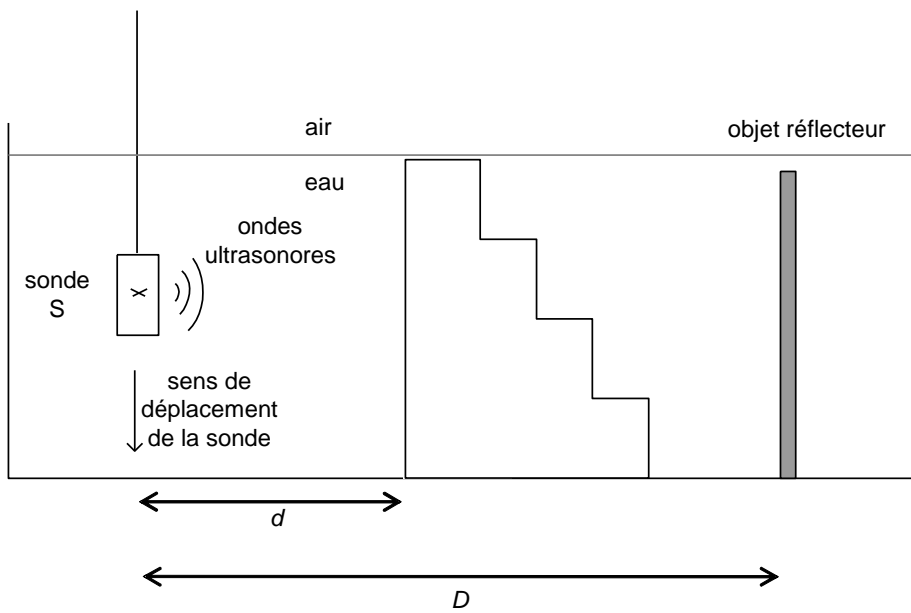 air
objet réflecteur
eau
ondes
ultrasonores
sonde
S
sens de
déplacement
de la sonde
d
D